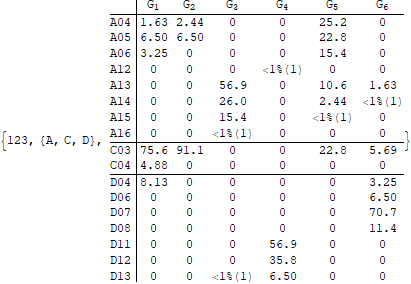 G1 G2 G3 G4 G5 G6
A04 1.63 2.44 0 0 25.2 0
A05 6.50 6.50 0 0 22.8 0
A06 3.25 0 0 0 15.4 0
A12 0 0 0 <1%(1) 0 0
A13 0 0 56.9 0 10.6 1.63
A14 0 0 26.0 0 2.44 <1%(1)
A15 0 0 15.4 0 <1%(1) 0
A16 0 0 <1%(1) 0 0 0
{123, {A, C, D}, }
C03 75.6 91.1 0 0 22.8 5.69
C04 4.88 0 0 0 0 0
D04 8.13 0 0 0 0 3.25
D06 0 0 0 0 0 6.50
D07 0 0 0 0 0 70.7
D08 0 0 0 0 0 11.4
D11 0 0 0 56.9 0 0
D12 0 0 0 35.8 0 0
D13 0 0 <1%(1) 6.50 0 0